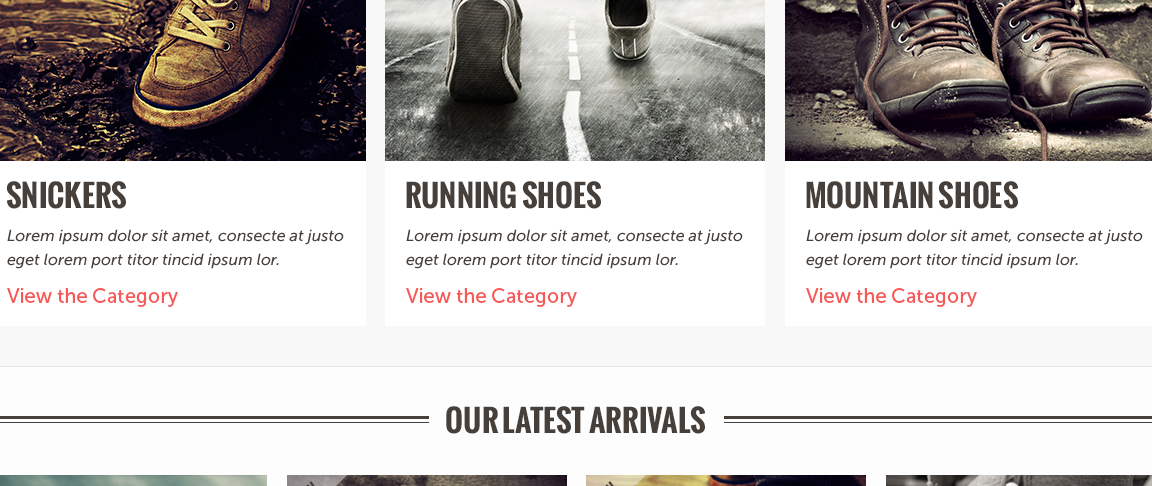 SNICKERS
Lorem ipsum dolor sit amet, consecte at justo
eget lorem port titor tincid ipsum lor.
View the Category
RUNNING SHOES
Lorem ipsum dolor sit amet, consecte at justo
eget lorem port titor tincid ipsum lor.
View the Category
MOUNTAIN SHOES
Lorem ipsum dolor sit amet, consecte at justo
eget lorem port titor tincid ipsum lor.
View the Category
OUR LATEST ARRIVALS